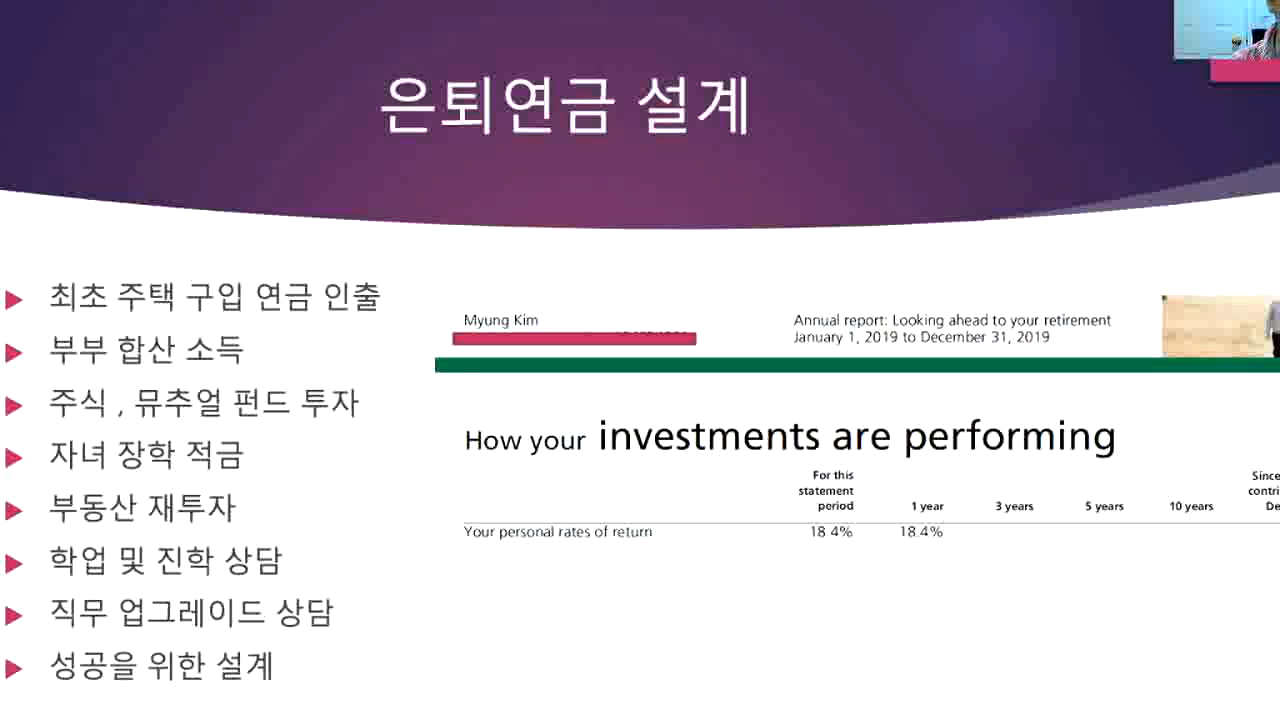 은퇴연금 설계
최초 주택 구입 연금 인출
부부 합산 소득
주식 , 뮤추얼 펀드 투자
자녀 장학 적금
부동산 재투자
학업 및 진학 상담
직무 업그레이드 상담
성공을 위한 설계
Myung Kim
Annual report: Looking ahead to your retirement
January 1, 2019 to December 31, 2019
How your investments are performing
For this
statement
period
1 year
3 years
5 years
10 years
Since
Your personal rates of return
18 4%
18.4%